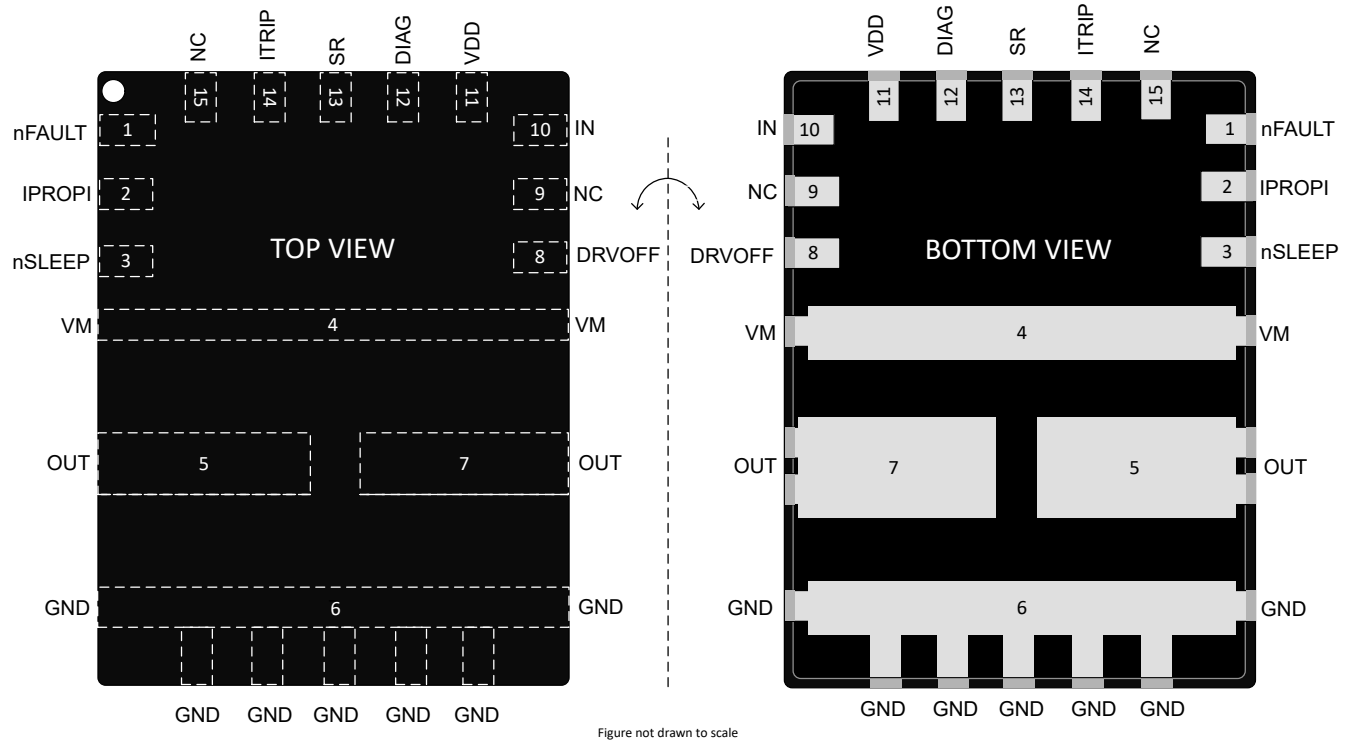 NC ITRIP SR DIAG VDD
15 14 13 12 11
nFAULT 1 10 IN
IPROPI 2 9 NC
nSLEEP 3 TOP VIEW 8 DRVOFF
VM 4 VM
OUT 5 7 OUT
GND 6 GND
GND GND GND GND GND
VDD DIAG SR ITRIP NC
11 12 13 14 15
IN 10 1 nFAULT
NC 9 2 IPROPI
DRVOFF 8 BOTTOM VIEW 3 nSLEEP
VM 4 VM
OUT 7 5 OUT
GND 6 GND
GND GND GND GND GND
Figure not drawn to scale